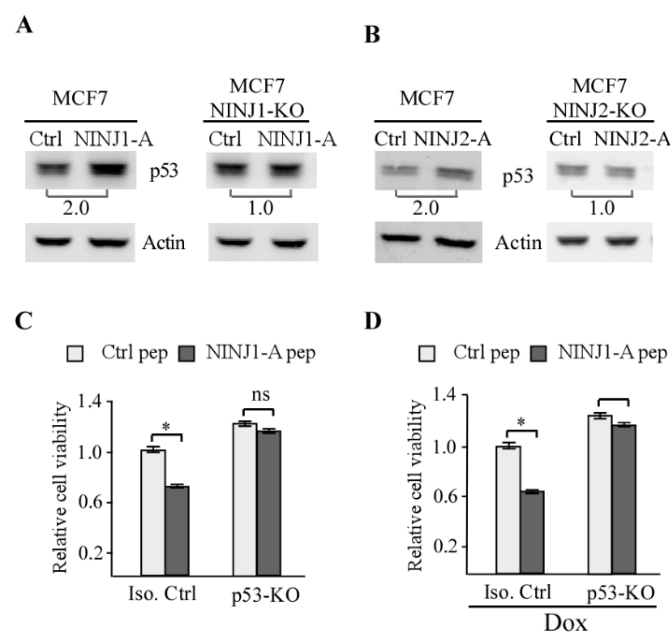 A
MCF7
MCF7
NINJ1-KO
Ctrl NINJ1-A
Ctrl NINJ1-A
p53
2.0
1.0
Actin
B
MCF7
MCF7
NINJ2-KO
Ctrl NINJ2-A
Ctrl NINJ2-A
p53
2.0
1.0
Actin
C
Ctrl pep NINJ1-A pep
Relative cell viability
1.4
1.0
0.6
0.2
*
ns
Iso. Ctrl p53-KO
D
Ctrl pep NINJ1-A pep
Relative cell viability
1.4
1.0
0.6
0.2
*
Iso. Ctrl p53-KO
Dox